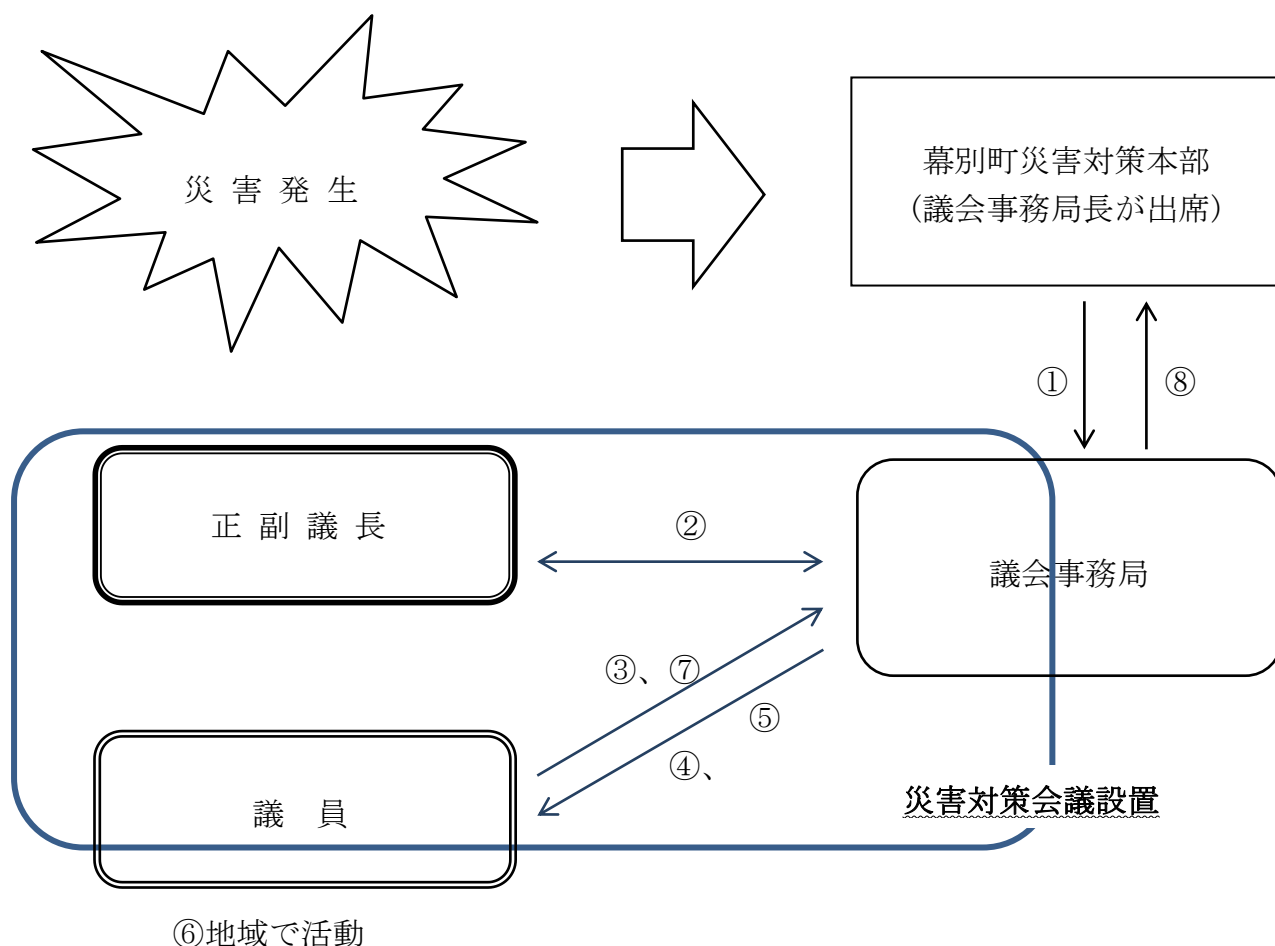 災 害 発 生
幕別町災害対策本部
(議会事務局長が出席)
①
⑧
正 副 議 長
②
議会事務局
③、⑦
⑤
④、
災害対策会議設置
議　員
⑥地域で活動